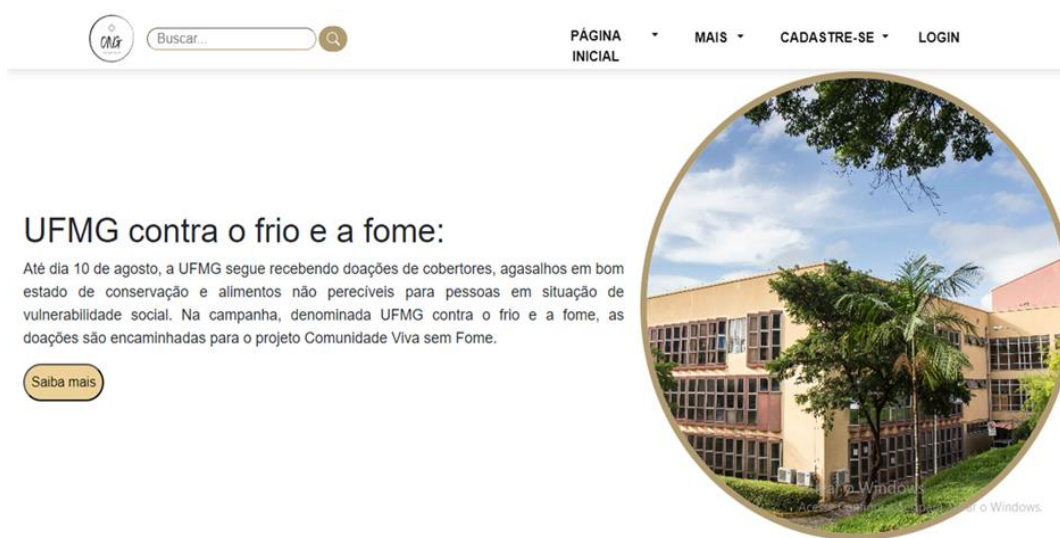 ONG
Buscar...
PÁGINA
INICIAL
MAIS
CADASTRE-SE
LOGIN
UFMG contra o frio e a fome:
Até dia 10 de agosto, a UFMG segue recebendo doações de cobertores, agasalhos em bom
estado de conservação e alimentos não perecíveis para pessoas em situação de
vulnerabilidade social. Na campanha, denominada UFMG contra o frio e a fome, as
doações são encaminhadas para o projeto Comunidade Viva sem Fome.
Saiba mais
o Windows
o Windows.